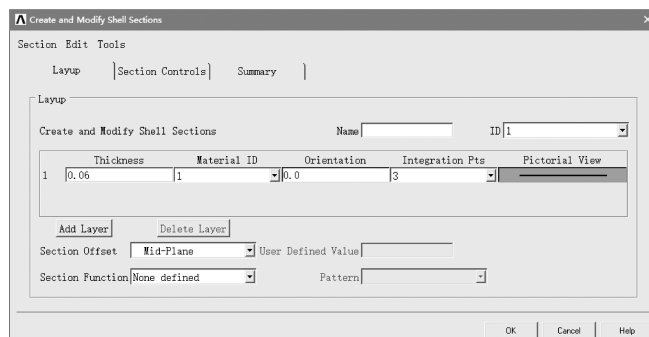 Create and Modify Shell Sections
Section Edit Tools
Layup Section Controls Summary
Layup
Create and Modify Shell Sections Name ID 1
Thickness Material ID Orientation Integration Pts Pictorial View
1 0.06 1 0.0 3
Add Layer Delete Layer
Section Offset Mid-Plane User Defined Value
Section Function None defined Pattern
OK Cancel Help